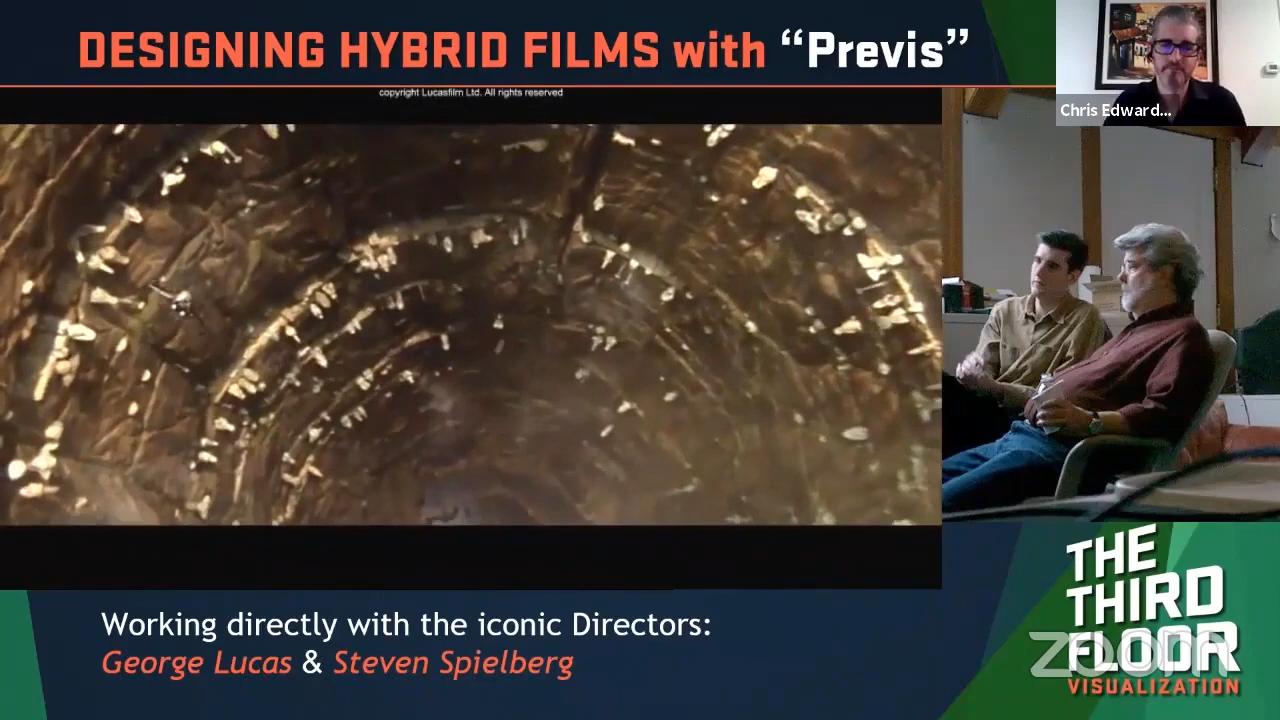 DESIGNING HYBRID FILMS with “Previs”
copyright Lucasfilm Ltd. All rights reserved
Chris Edward...
Working directly with the iconic Directors:
George Lucas & Steven Spielberg
THE
THIRD
FLOOR
zoom
VISUALIZATION